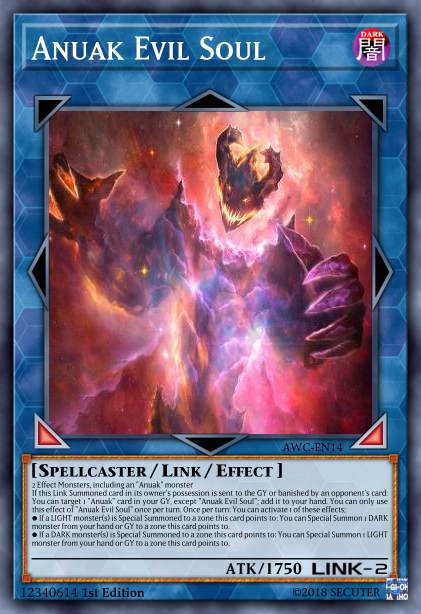 Anuak Evil Soul
DARK
闇
AWC-EN14
[Spellcaster / Link / Effect ]
2 Effect Monsters, including an "Anuak" monster
If this Link Summoned card in its owner's possession is sent to the GY or banished by an opponent's card:
You can target 1 "Anuak" card in your GY, except "Anuak Evil Soul"; add it to your hand. You can only use
this effect of "Anuak Evil Soul" once per turn. Once per turn: You can activate 1 of these effects;
● If a LIGHT monster(s) is Special Summoned to a zone this card points to: You can Special Summon 1 DARK
monster from your hand or GY to a zone this card points to.
● If a DARK monster(s) is Special Summoned to a zone this card points to: You can Special Summon 1 LIGHT
monster from your hand or GY to a zone this card points to.
ATK/1750 LINK-2
12340614 1st Edition ©2018 SECUTER